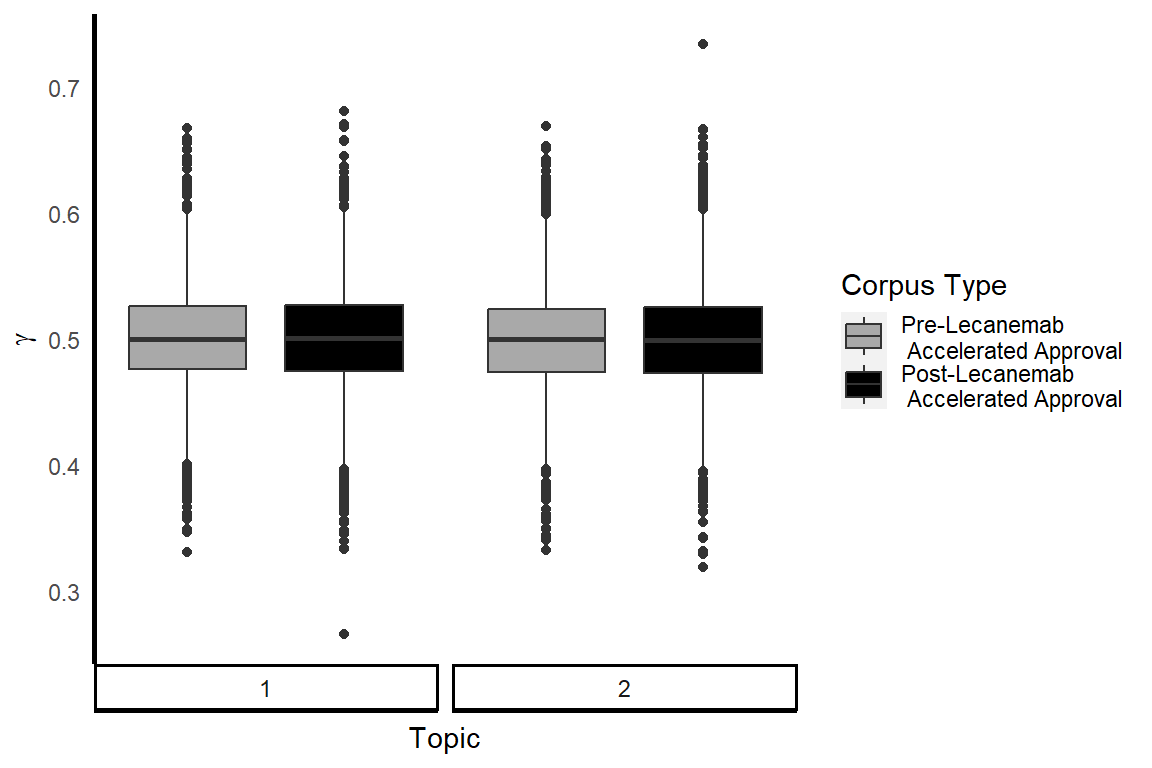 0.7
0.6
0.5
0.4
0.3
γ
1
2
Topic
Corpus Type
Pre-Lecanemab
Accelerated Approval
Post-Lecanemab
Accelerated Approval